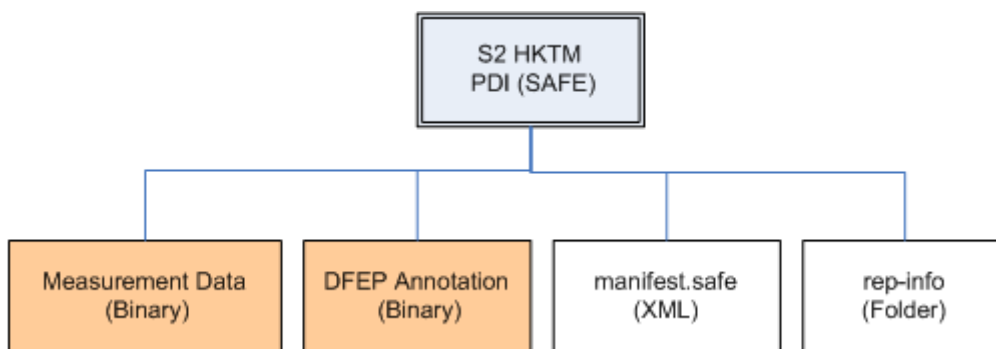 S2 HKTM
PDI (SAFE)
Measurement Data
(Binary)
DFEP Annotation
(Binary)
manifest.safe
(XML)
rep-info
(Folder)